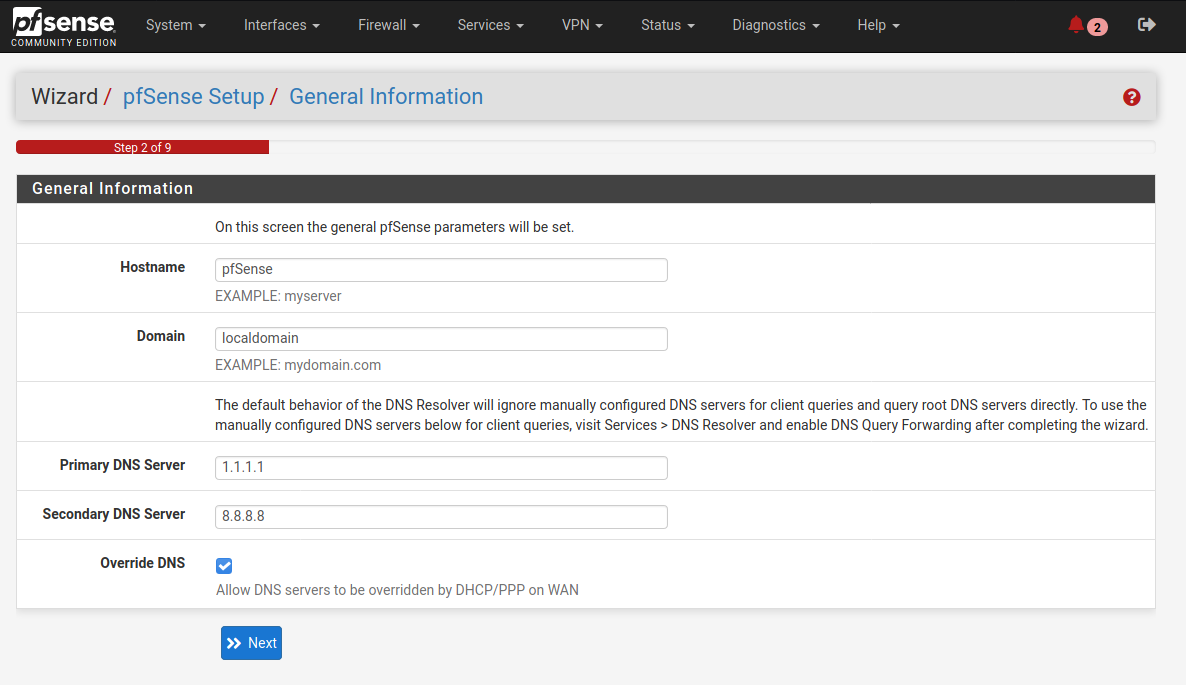 pfsense
COMMUNITY EDITION
System Interfaces Firewall Services VPN Status Diagnostics Help 2
Wizard / pfSense Setup / General Information
Step 2 of 9
General Information
On this screen the general pfSense parameters will be set.
Hostname pfSense
EXAMPLE: myserver
Domain localdomain
EXAMPLE: mydomain.com
The default behavior of the DNS Resolver will ignore manually configured DNS servers for client queries and query root DNS servers directly. To use the
manually configured DNS servers below for client queries, visit Services > DNS Resolver and enable DNS Query Forwarding after completing the wizard.
Primary DNS Server 1.1.1.1
Secondary DNS Server 8.8.8.8
Override DNS
Allow DNS servers to be overridden by DHCP/PPP on WAN
Next